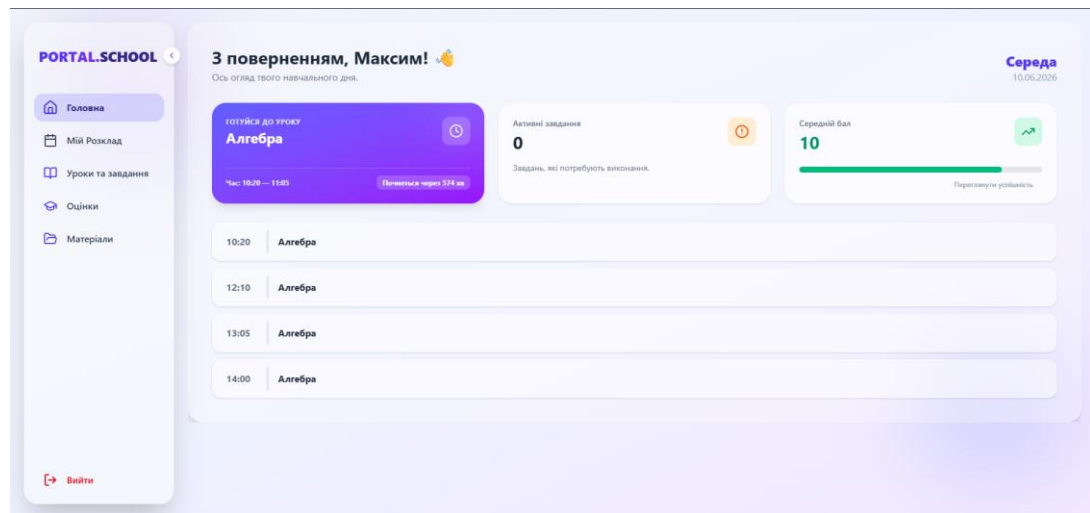 PORTAL.SCHOOL
Головна
Мій Розклад
Уроки та завдання
Оцінки
Матеріали
Вийти
З поверненням, Максим! 👋
Ось огляд твого навчального дня.
Середа
10.06.2026
ГОТУЙСЯ ДО УРОКУ
Алгебра
Час: 10:20 — 11:05
Почнеться через 574 хв
Активні завдання
0
Завдань, які потребують виконання.
Середній бал
10
Переглянути успішність
10:20 Алгебра
12:10 Алгебра
13:05 Алгебра
14:00 Алгебра